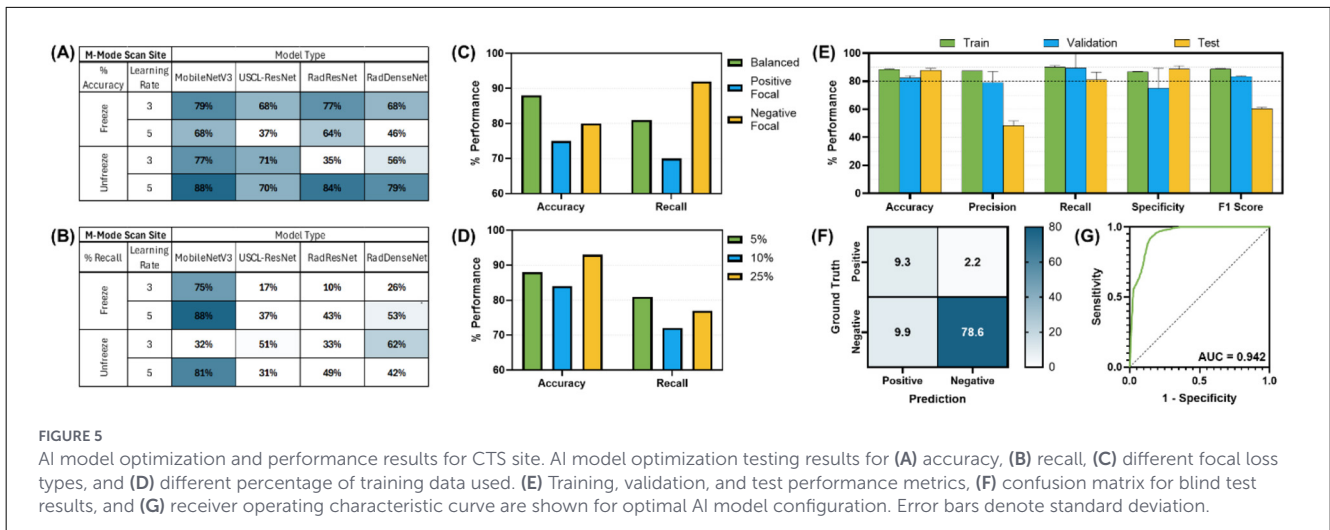 (A)
M-Mode Scan Site Model Type
% Accuracy Learning Rate MobileNetV3 USCL-ResNet RadResNet RadDenseNet
Freeze 3 79% 68% 77% 68%
5 68% 37% 64% 46%
Unfreeze 3 77% 71% 35% 56%
5 88% 70% 84% 79%
(B)
M-Mode Scan Site Model Type
% Recall Learning Rate MobileNetV3 USCL-ResNet RadResNet RadDenseNet
Freeze 3 75% 17% 10% 26%
5 88% 37% 43% 53%
Unfreeze 3 32% 51% 33% 62%
5 81% 31% 49% 42%
(C)
% Performance
100
90
80
70
60
Accuracy Recall
Balanced
Positive Focal
Negative Focal
(D)
% Performance
100
90
80
70
60
Accuracy Recall
5%
10%
25%
(E)
Train Validation Test
% Performance
100
80
60
40
20
0
Accuracy Precision Recall Specificity F1 Score
(F)
Ground Truth
Positive 9.3 2.2
Negative 9.9 78.6
Positive Negative
Prediction
80
60
40
20
0
(G)
Sensitivity
1.0
0.5
0.0
AUC = 0.942
0.0 0.5 1.0
1 - Specificity
FIGURE 5
AI model optimization and performance results for CTS site. AI model optimization testing results for (A) accuracy, (B) recall, (C) different focal loss
types, and (D) different percentage of training data used. (E) Training, validation, and test performance metrics, (F) confusion matrix for blind test
results, and (G) receiver operating characteristic curve are shown for optimal AI model configuration. Error bars denote standard deviation.